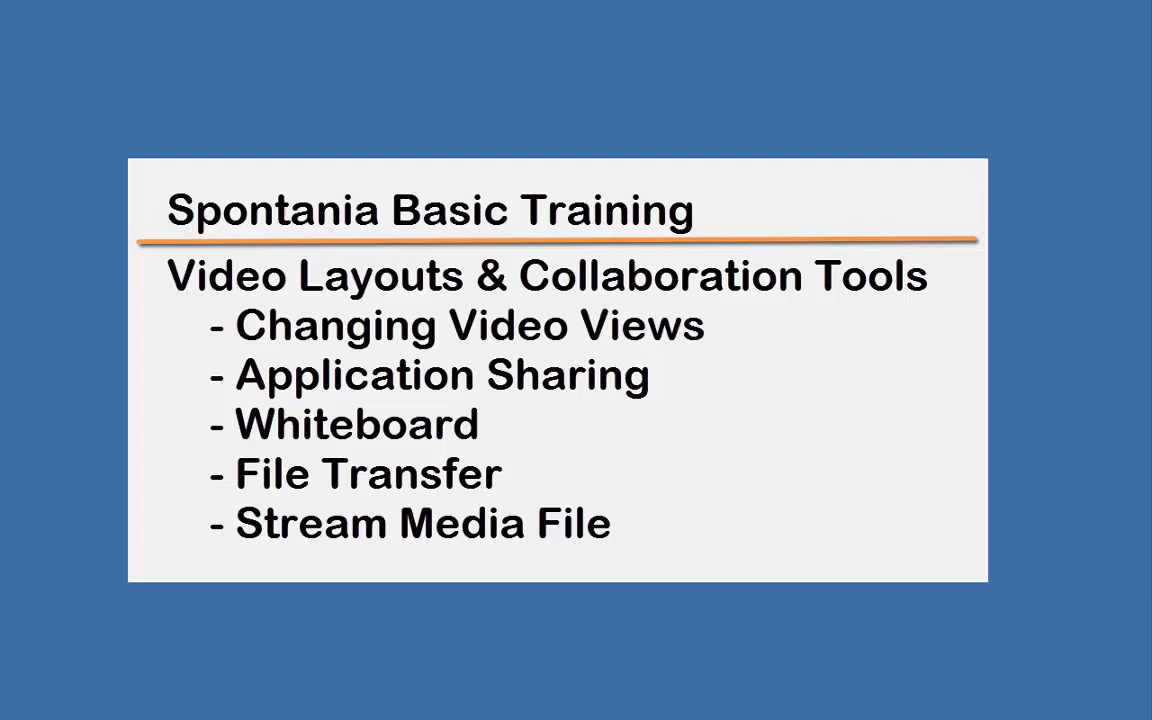 Spontania Basic Training
Video Layouts & Collaboration Tools
- Changing Video Views
- Application Sharing
- Whiteboard
- File Transfer
- Stream Media File